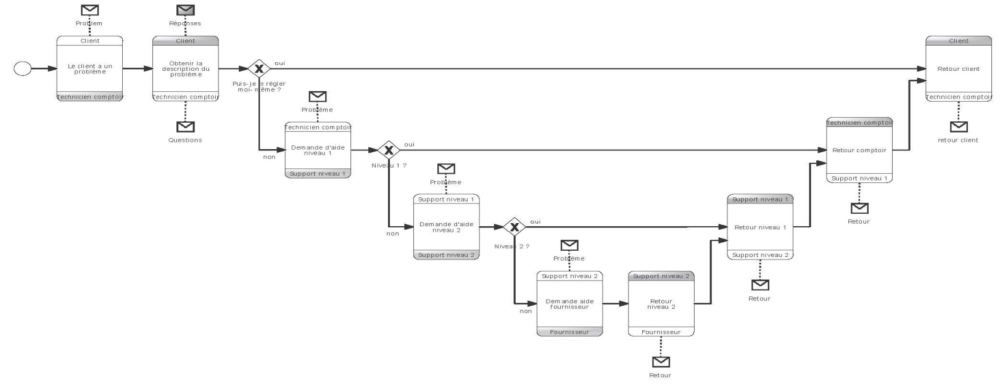 Problem
Réponses
Client
Client
Client
Le client a un
problème
Obtenir la
description du
problème
oui
Retour client
Puis-je le régler
moi-même ?
Technicien comptoir
Technicien comptoir
Technicien comptoir
Problème
Questions
Technicien comptoir
Technicien comptoir
retour client
Demande d'aide
niveau 1
oui
Retour comptoir
non
Niveau 1 ?
Support niveau 1
Support niveau 1
Problème
Support niveau 1
Support niveau 1
Retour
Demande d'aide
niveau 2
oui
Retour niveau 1
non
Niveau 2 ?
Support niveau 2
Support niveau 2
Problème
Support niveau 2
Support niveau 2
Retour
Demande aide
fournisseur
Retour
niveau 2
non
Fournisseur
Fournisseur
Retour